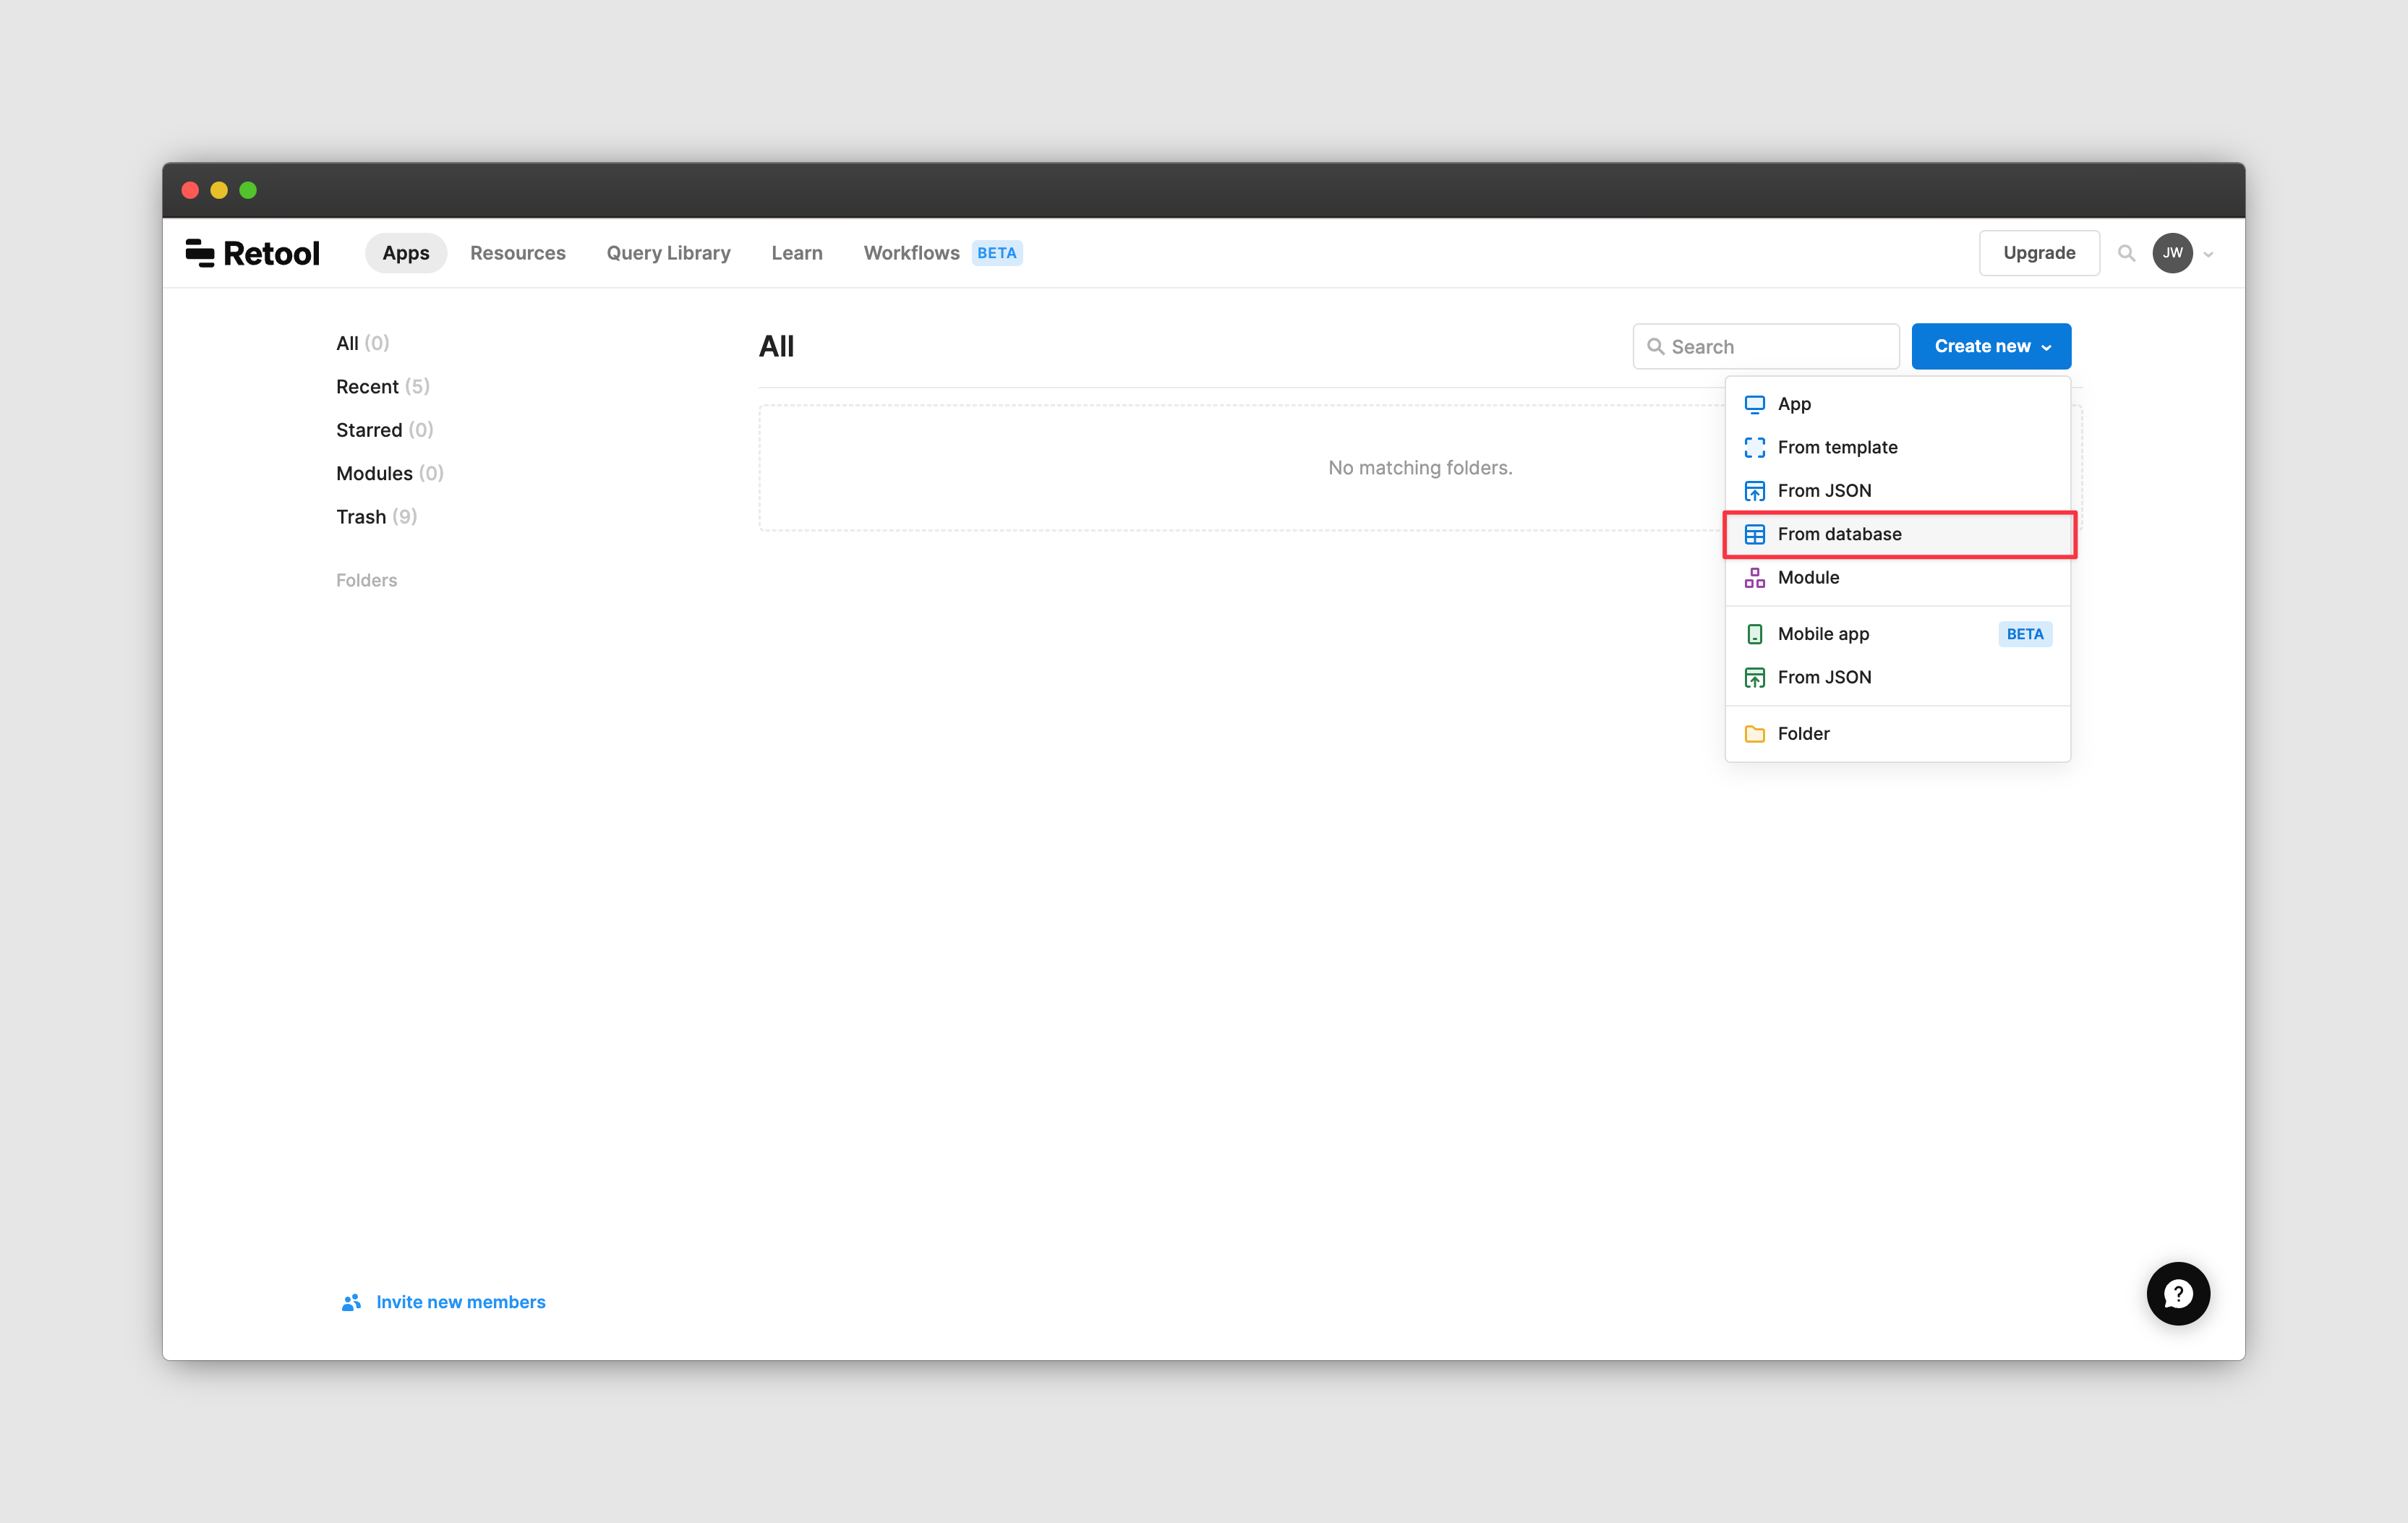 Retool Apps Resources Query Library Learn Workflows BETA Upgrade JW
All (0)
Recent (5)
Starred (0)
Modules (0)
Trash (9)
Folders
All Search Create new
No matching folders.
App
From template
From JSON
From database
Module
Mobile app BETA
From JSON
Folder
Invite new members
?